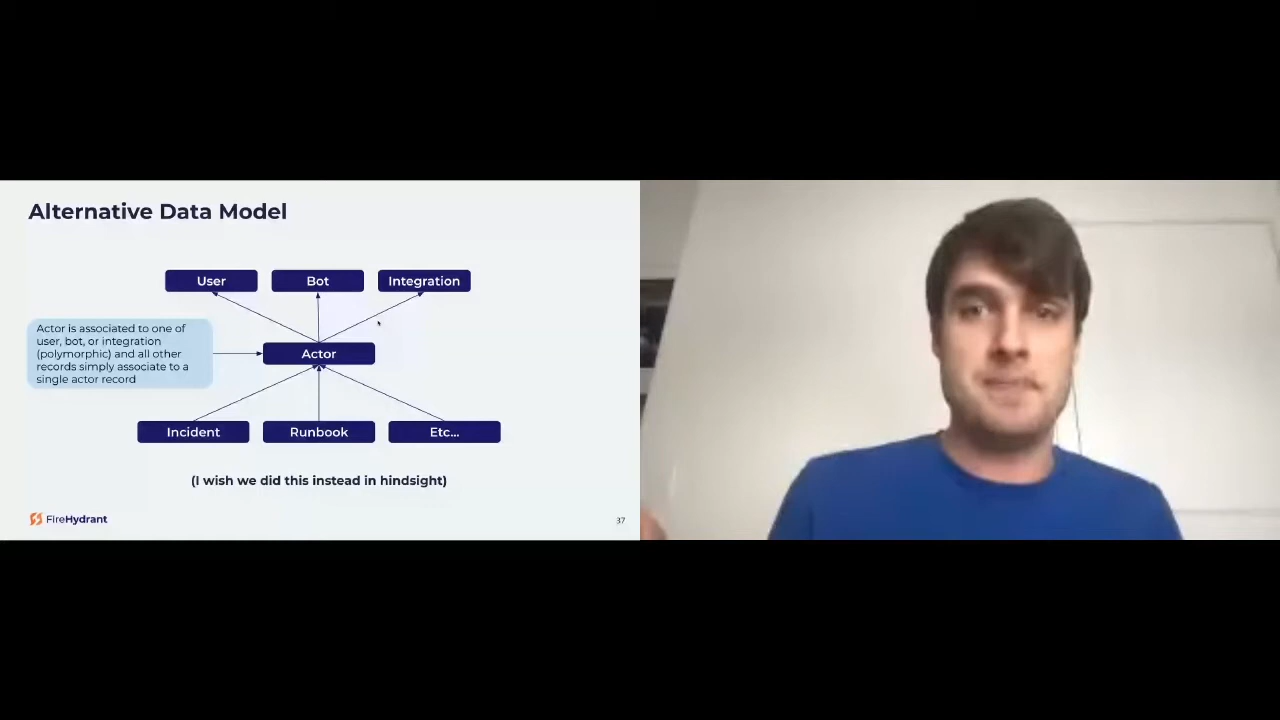 Alternative Data Model
User
Bot
Integration
Actor is associated to one of
user, bot, or integration
(polymorphic) and all other
records simply associate to a
single actor record
Actor
Incident
Runbook
Etc...
(I wish we did this instead in hindsight)
FireHydrant
37